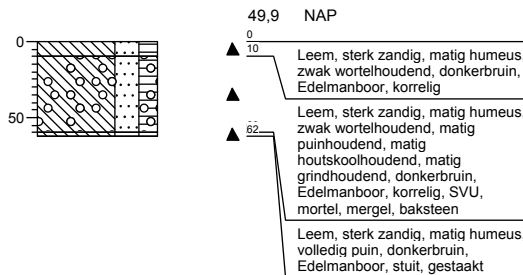 49,9 NAP
0
0
10
Leem, sterk zandig, matig humeus,
zwak wortelhoudend, donkerbruin,
Edelmanboor, korrelig
50
62
Leem, sterk zandig, matig humeus,
zwak wortelhoudend, matig
puinhoudend, matig
houtskoolhoudend, matig
grindhoudend, donkerbruin,
Edelmanboor, korrelig, SVU,
mortel, mergel, baksteen
Leem, sterk zandig, matig humeus,
volledig puin, donkerbruin,
Edelmanboor, stuit, gestaakt